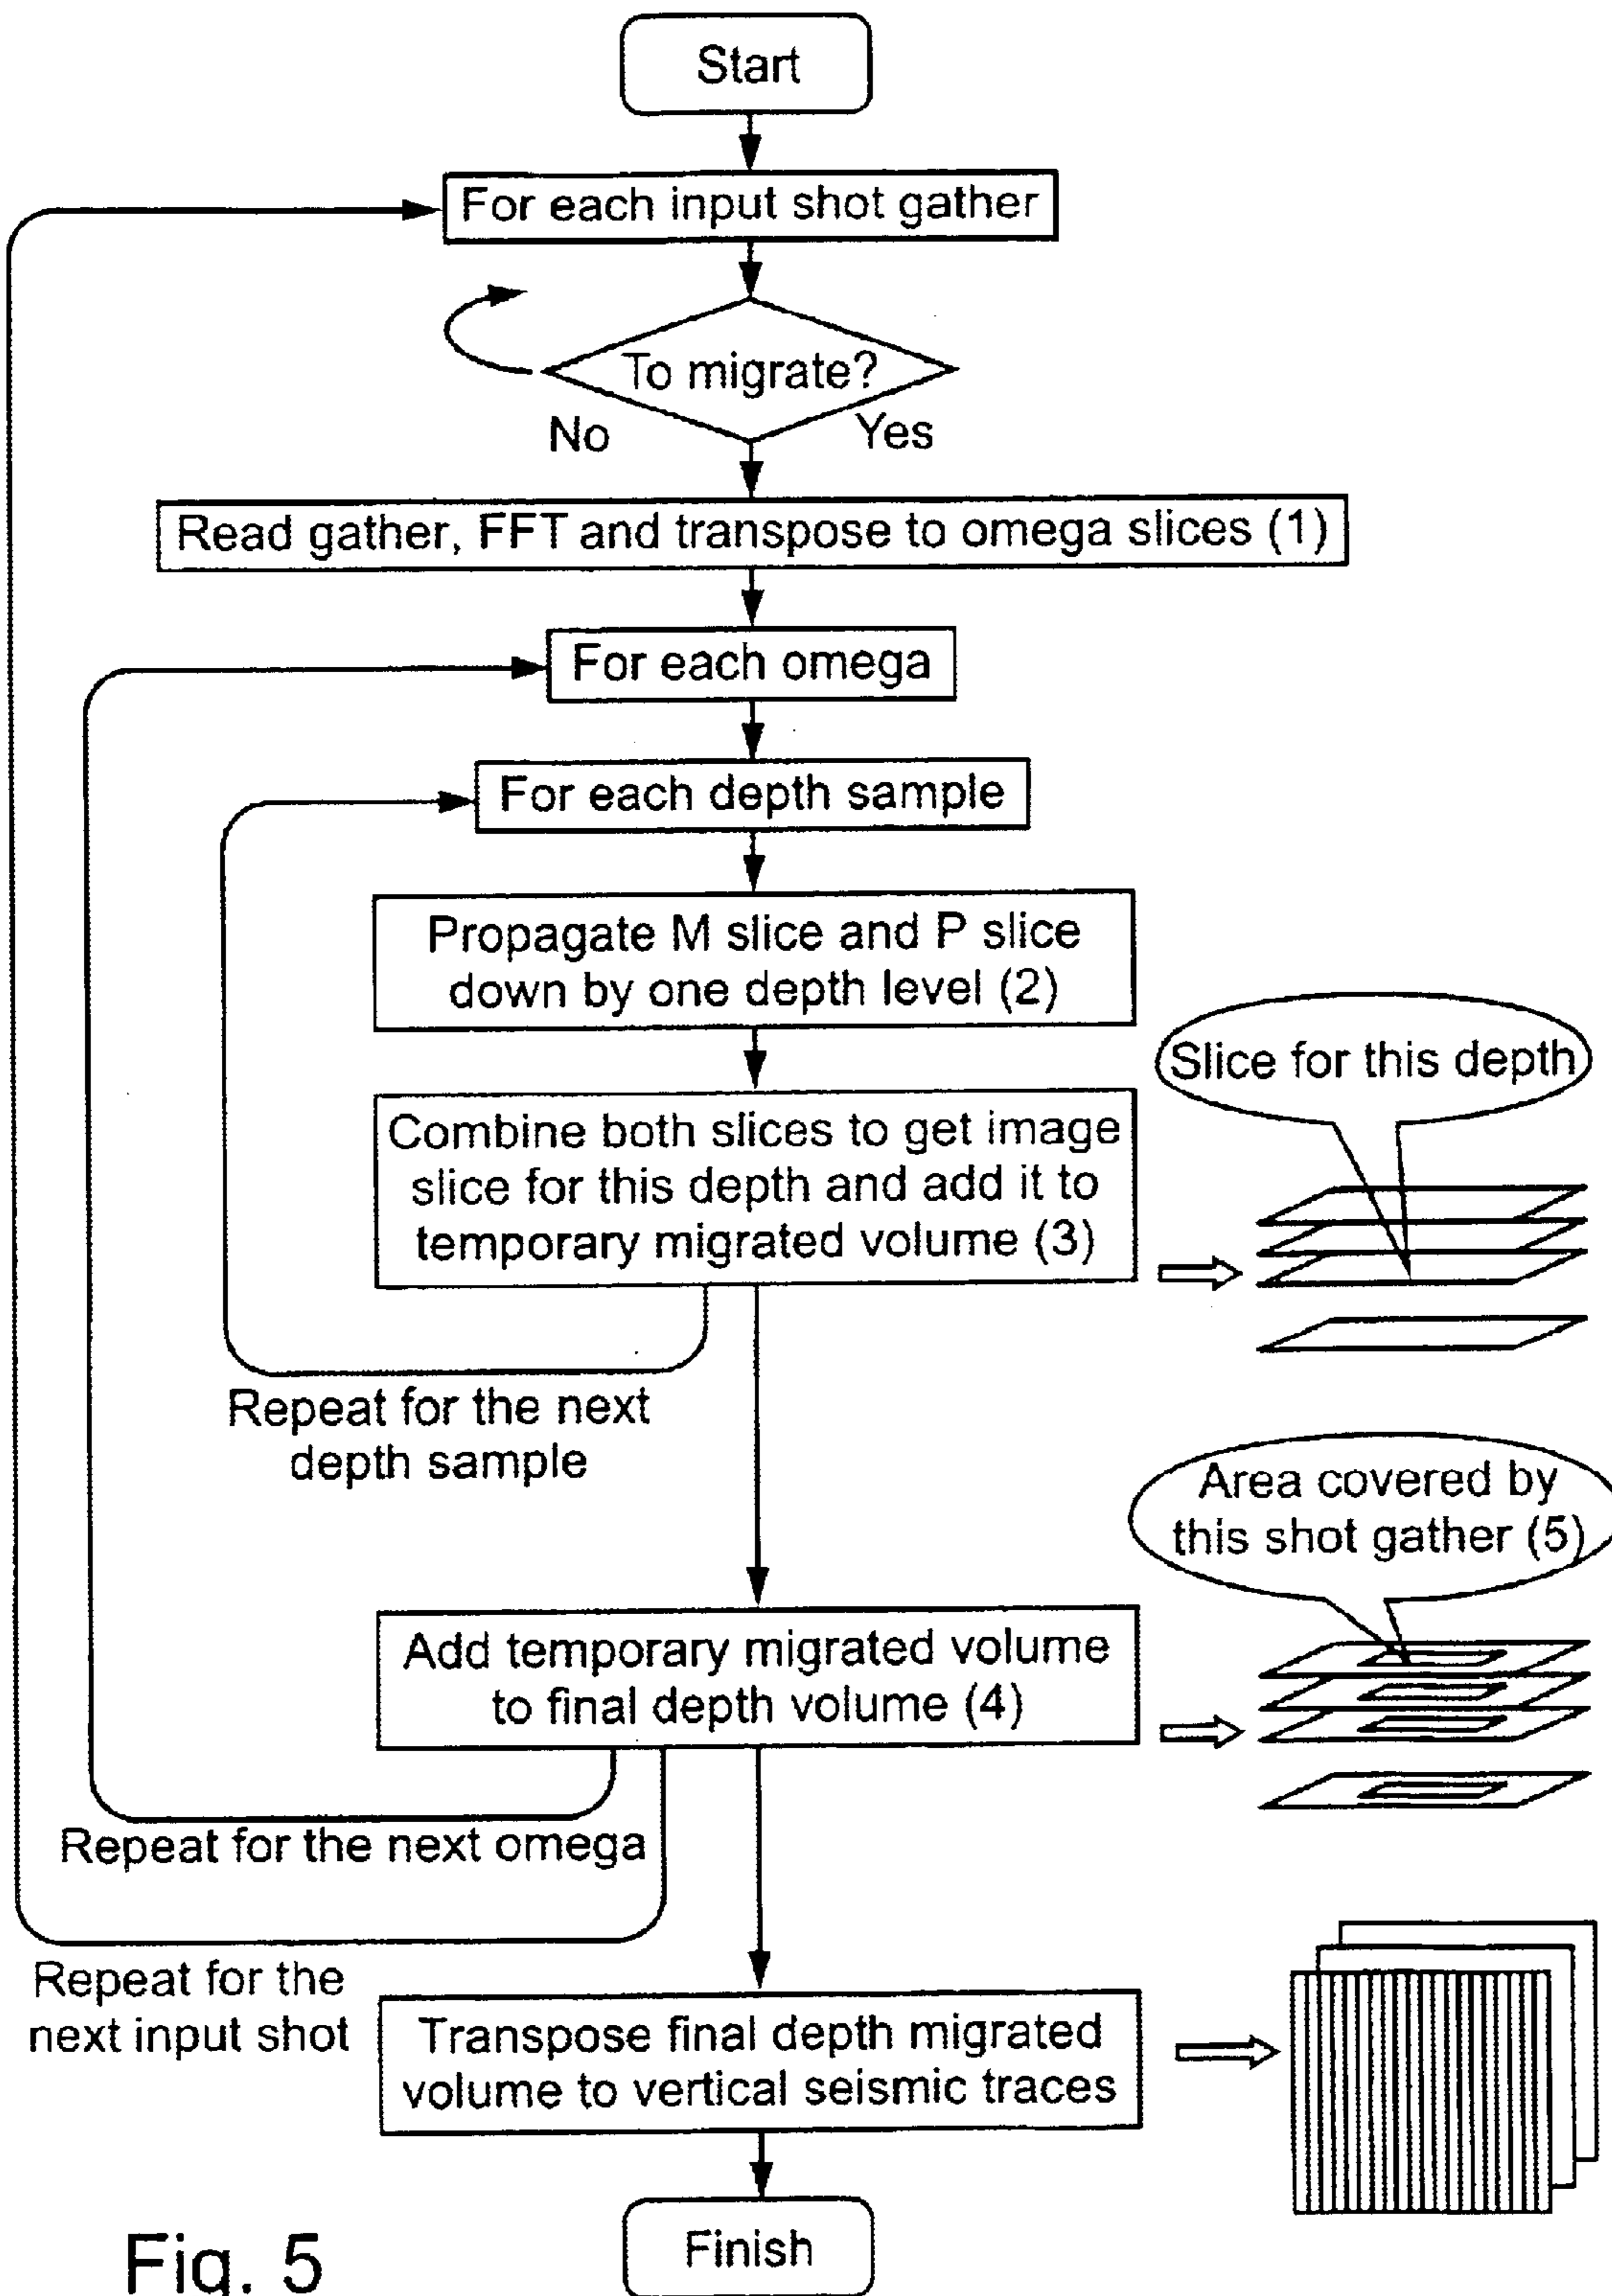 Start
For each input shot gather
To migrate?
No
Yes
Read gather, FFT and transpose to omega slices (1)
For each omega
For each depth sample
Propagate M slice and P slice
down by one depth level (2)
Slice for this depth
Combine both slices to get image
slice for this depth and add it to
temporary migrated volume (3)
Repeat for the next
depth sample
Area covered by
this shot gather (5)
Add temporary migrated volume
to final depth volume (4)
Repeat for the next omega
Repeat for the
next input shot
Transpose final depth migrated
volume to vertical seismic traces
Finish
Fig. 5